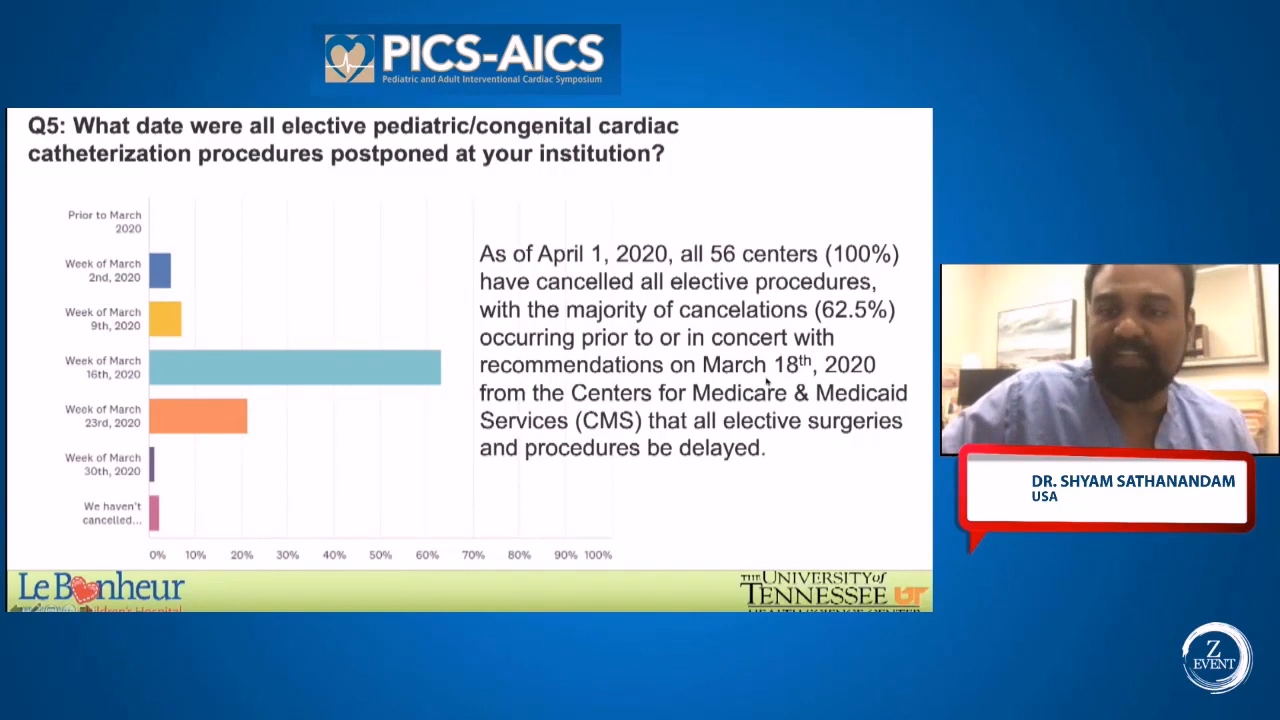 PICS-AICS
Pediatric and Adult Interventional Cardiac Symposium
Q5: What date were all elective pediatric/congenital cardiac
catheterization procedures postponed at your institution?
Prior to March
2020
Week of March
2nd, 2020
Week of March
9th, 2020
Week of March
16th, 2020
Week of March
23rd, 2020
Week of March
30th, 2020
We haven't
cancelled...
0% 10% 20% 30% 40% 50% 60% 70% 80% 90% 100%
As of April 1, 2020, all 56 centers (100%)
have cancelled all elective procedures,
with the majority of cancelations (62.5%)
occurring prior to or in concert with
recommendations on March 18th, 2020
from the Centers for Medicare & Medicaid
Services (CMS) that all elective surgeries
and procedures be delayed.
DR. SHYAM SATHANANDAM
USA
Le Bonheur
Children's Hospital
THE UNIVERSITY of
TENNESSEE UT
HEALTH SCIENCE CENTER
Z
EVENT